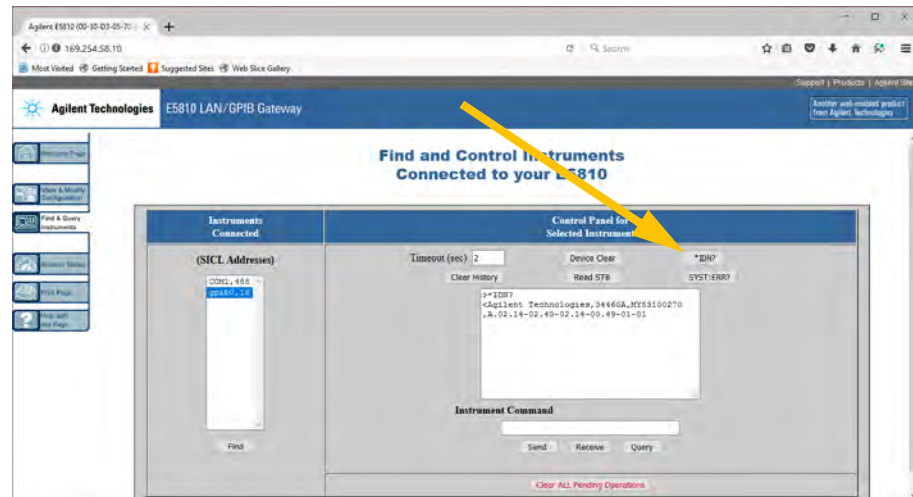 Agilent E5810 (00-30-D3-05-70
169.254.58.10
Search
Most Visited Getting Started Suggested Sites Web Slice Gallery
Support | Products | Agilent Site
Agilent Technologies E5810 LAN/GPIB Gateway
Another web-enabled product
from Agilent Technologies
Welcome Page
Find and Control Instruments
Connected to your E5810
View & Modify
Configuration
Find & Query
Instruments
Instruments
Connected
Control Panel for
Selected Instrument
(SICL Addresses)
Timeout (sec) 2 Device Clear *IDN?
Clear History Read STB SYST:ERR?
COM1,488
gpib0,16
>*IDN?
<Agilent Technologies,34460A,MY53100270
,A.02.14-02.40-02.14-00.49-01-01
Print Page
Help with
this Page
Instrument Command
Find
Send Receive Query
Clear ALL Pending Operations